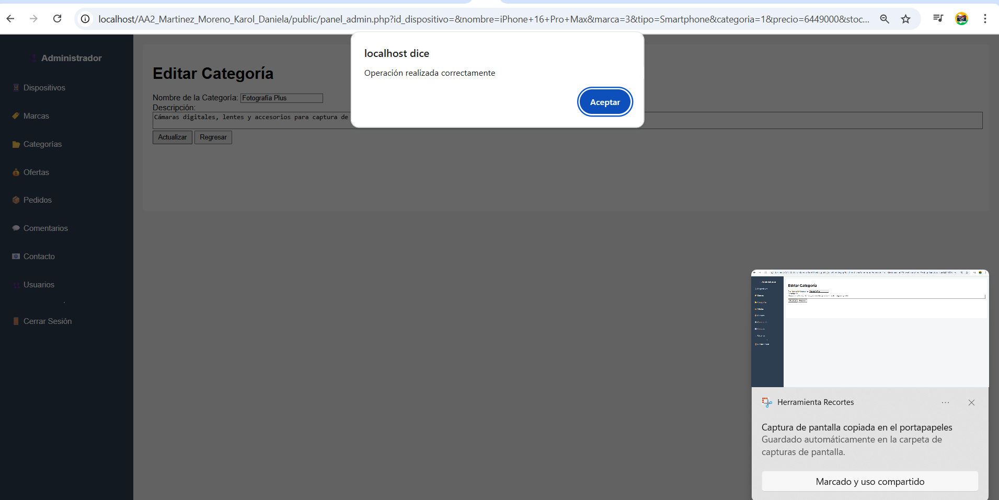 localhost/AA2_Martinez_Moreno_Karol_Daniela/public/panel_admin.php?id_dispositivo=&nombre=iPhone+16+Pro+Max&marca=3&tipo=Smartphone&categoria=1&precio=6449000&stoc...
localhost dice
Operación realizada correctamente
Aceptar
Administrador
Dispositivos
Marcas
Categorías
Ofertas
Pedidos
Comentarios
Contacto
Usuarios
Cerrar Sesión
Editar Categoría
Nombre de la Categoría: Fotografía Plus
Descripción:
Cámaras digitales, lentes y accesorios para captura de
Actualizar Regresar
Administrador
Editar Categoría
Herramienta Recortes
Captura de pantalla copiada en el portapapeles
Guardado automáticamente en la carpeta de
capturas de pantalla.
Marcado y uso compartido